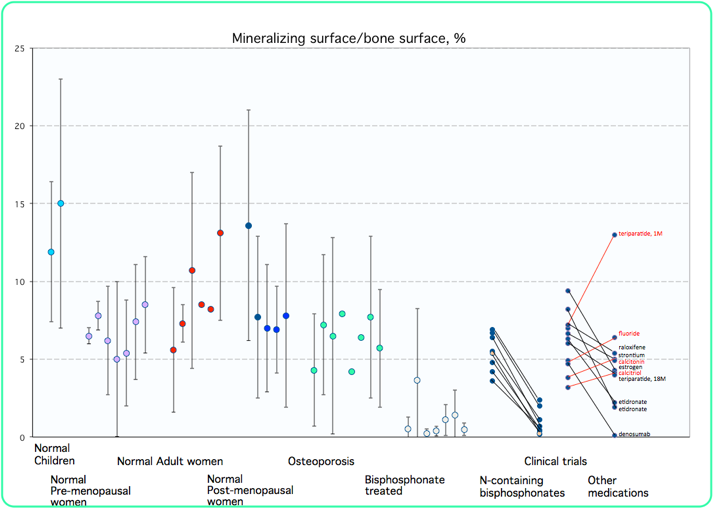 Mineralizing surface/bone surface, %
25
20
15
10
5
0
teriparatide, 1M
fluoride
raloxifene
strontium
calcitonin
estrogen
calcitriol
teriparatide, 18M
etidronate
etidronate
denosumab
Normal
Children
Normal Adult women
Osteoporosis
Clinical trials
Normal
Pre-menopausal
women
Normal
Post-menopausal
women
Bisphosphonate
treated
N-containing
bisphosphonates
Other
medications